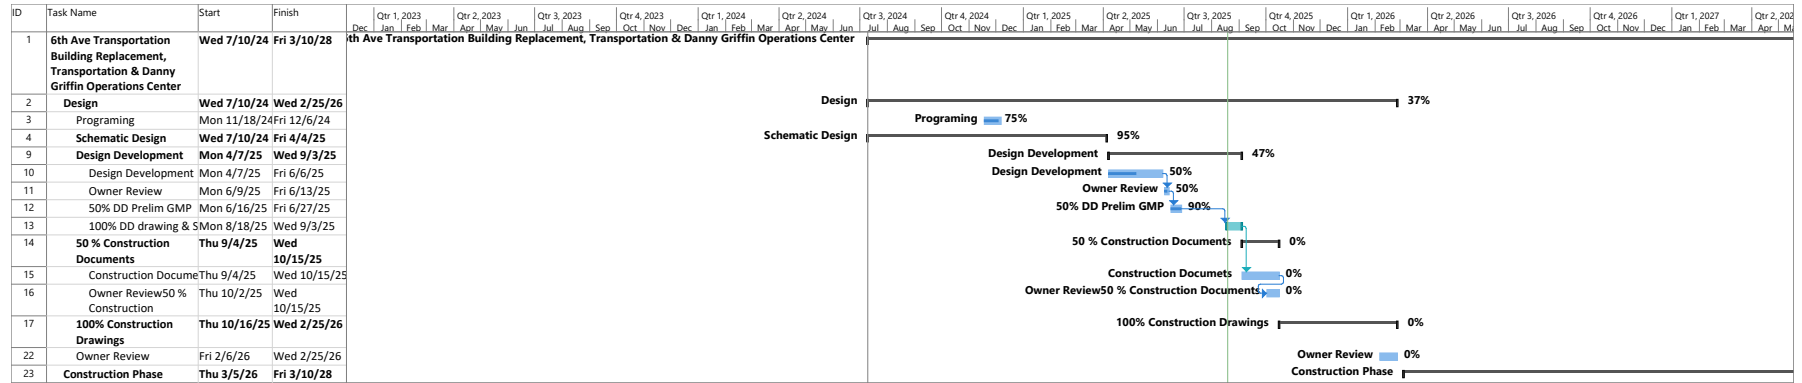 ID Task Name Start Finish
Qtr 1, 2023 Qtr 2, 2023 Qtr 3, 2023 Qtr 4, 2023 Qtr 1, 2024 Qtr 2, 2024 Qtr 3, 2024 Qtr 4, 2024 Qtr 1, 2025 Qtr 2, 2025 Qtr 3, 2025 Qtr 4, 2025 Qtr 1, 2026 Qtr 2, 2026 Qtr 3, 2026 Qtr 4, 2026 Qtr 1, 2027 Qtr 2, 202
Dec Jan Feb Mar Apr May Jun Jul Aug Sep Oct Nov Dec Jan Feb Mar Apr May Jun Jul Aug Sep Oct Nov Dec Jan Feb Mar Apr May Jun Jul Aug Sep Oct Nov Dec Jan Feb Mar Apr May Jun Jul Aug Sep Oct Nov Dec Jan Feb Mar Apr
1 6th Ave Transportation Wed 7/10/24 Fri 3/10/28 th Ave Transportation Building Replacement, Transportation & Danny Griffin Operations Center
Building Replacement,
Transportation & Danny
Griffin Operations Center
2 Design Wed 7/10/24 Wed 2/25/26 Design 37%
3 Programing Mon 11/18/24 Fri 12/6/24 Programing 75%
4 Schematic Design Wed 7/10/24 Fri 4/4/25 Schematic Design 95%
9 Design Development Mon 4/7/25 Wed 9/3/25 Design Development 47%
10 Design Development Mon 4/7/25 Fri 6/6/25 Design Development 50%
11 Owner Review Mon 6/9/25 Fri 6/13/25 Owner Review 50%
12 50% DD Prelim GMP Mon 6/16/25 Fri 6/27/25 50% DD Prelim GMP 90%
13 100% DD drawing & S Mon 8/18/25 Wed 9/3/25
14 50 % Construction Thu 9/4/25 Wed 50 % Construction Documents 0%
Documents 10/15/25
15 Construction Docume Thu 9/4/25 Wed 10/15/25 Construction Documets 0%
16 Owner Review50 % Thu 10/2/25 Wed Owner Review50 % Construction Documents 0%
Construction 10/15/25
17 100% Construction Thu 10/16/25 Wed 2/25/26 100% Construction Drawings 0%
Drawings
22 Owner Review Fri 2/6/26 Wed 2/25/26 Owner Review 0%
23 Construction Phase Thu 3/5/26 Fri 3/10/28 Construction Phase